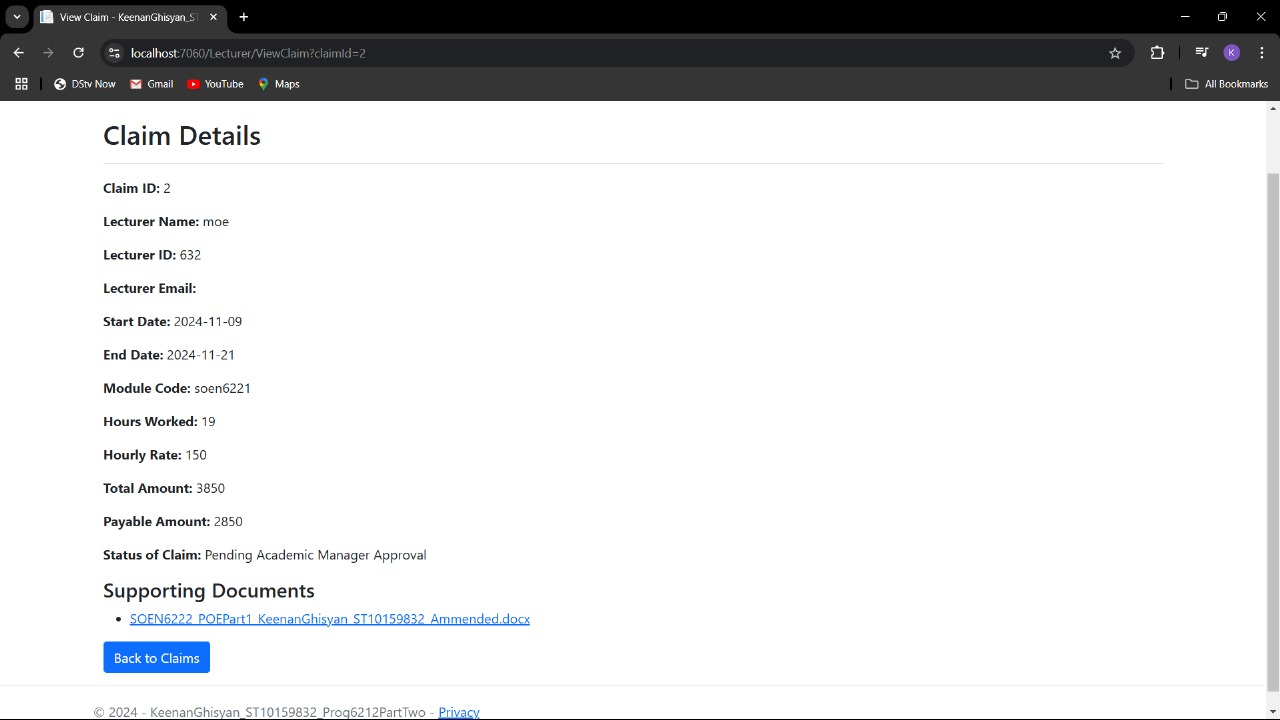 View Claim - KeenanGhisyan_ST
localhost:7060/Lecturer/ViewClaim?claimId=2
K
DStv Now
Gmail
YouTube
Maps
All Bookmarks
Claim Details
Claim ID: 2
Lecturer Name: moe
Lecturer ID: 632
Lecturer Email:
Start Date: 2024-11-09
End Date: 2024-11-21
Module Code: soen6221
Hours Worked: 19
Hourly Rate: 150
Total Amount: 3850
Payable Amount: 2850
Status of Claim: Pending Academic Manager Approval
Supporting Documents
SOEN6222_POEPart1_KeenanGhisyan_ST10159832_Ammended.docx
Back to Claims
© 2024 - KeenanGhisyan_ST10159832_Prog6212PartTwo - Privacy